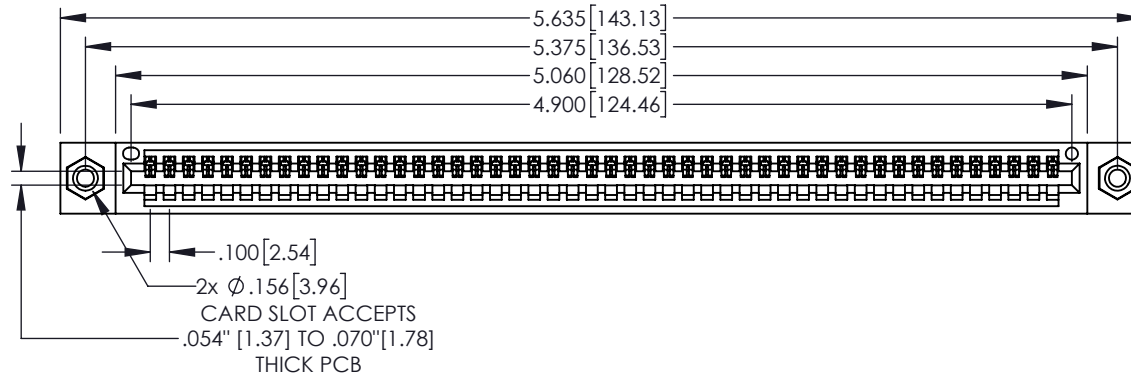 5.635[143.13]
5.375[136.53]
5.060[128.52]
4.900[124.46]
.100[2.54]
2x Ø.156[3.96]
CARD SLOT ACCEPTS
.054" [1.37] TO .070"[1.78]
THICK PCB